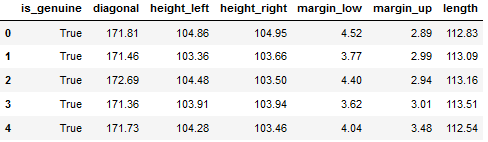 is_genuine diagonal height_left height_right margin_low margin_up length
0 True 171.81 104.86 104.95 4.52 2.89 112.83
1 True 171.46 103.36 103.66 3.77 2.99 113.09
2 True 172.69 104.48 103.50 4.40 2.94 113.16
3 True 171.36 103.91 103.94 3.62 3.01 113.51
4 True 171.73 104.28 103.46 4.04 3.48 112.54